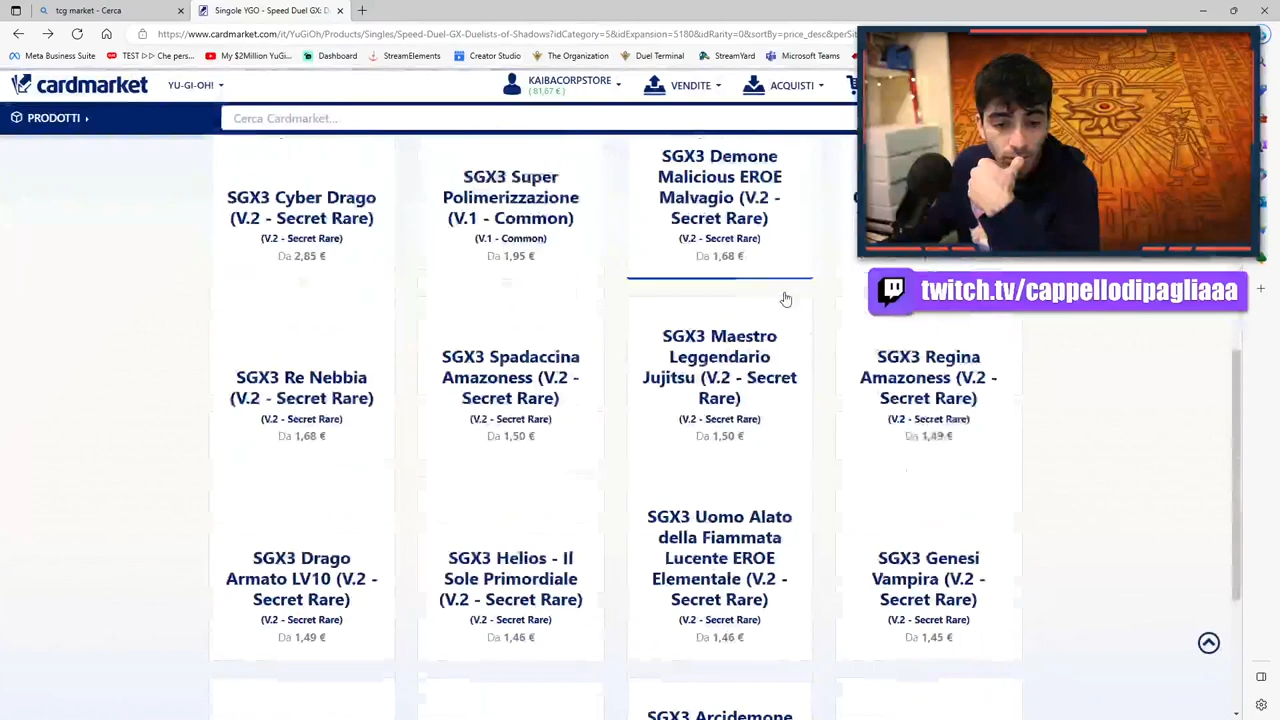 tcg market - Cerca
Singole YGO - Speed Duel GX: D
https://www.cardmarket.com/it/YuGiOh/Products/Singles/Speed-Duel-GX-Duelists-of-Shadows?idCategory=5&idExpansion=5180&idRarity=0&sortBy=price_desc&perSit
Meta Business Suite
TEST ▷▷ Che pers...
My $2Million YuGi...
Dashboard
StreamElements
Creator Studio
The Organization
Duel Terminal
StreamYard
Microsoft Teams
cardmarket
YU-GI-OH!
KAIBACORPSTORE
( 81,67 € )
VENDITE
ACQUISTI
PRODOTTI
Cerca Cardmarket...
SGX3 Cyber Drago
(V.2 - Secret Rare)
(V.2 - Secret Rare)
Da 2,85 €
SGX3 Super
Polimerizzazione
(V.1 - Common)
(V.1 - Common)
Da 1,95 €
SGX3 Demone
Malicious EROE
Malvagio (V.2 -
Secret Rare)
(V.2 - Secret Rare)
Da 1,68 €
twitch.tv/cappellodipagliaaa
SGX3 Re Nebbia
(V.2 - Secret Rare)
(V.2 - Secret Rare)
Da 1,68 €
SGX3 Spadaccina
Amazoness (V.2 -
Secret Rare)
(V.2 - Secret Rare)
Da 1,50 €
SGX3 Maestro
Leggendario
Jujitsu (V.2 - Secret
Rare)
(V.2 - Secret Rare)
Da 1,50 €
SGX3 Regina
Amazoness (V.2 -
Secret Rare)
(V.2 - Secret Rare)
Da 1,49 €
SGX3 Drago
Armato LV10 (V.2 -
Secret Rare)
(V.2 - Secret Rare)
Da 1,49 €
SGX3 Helios - Il
Sole Primordiale
(V.2 - Secret Rare)
(V.2 - Secret Rare)
Da 1,46 €
SGX3 Uomo Alato
della Fiammata
Lucente EROE
Elementale (V.2 -
Secret Rare)
(V.2 - Secret Rare)
Da 1,46 €
SGX3 Genesi
Vampira (V.2 -
Secret Rare)
(V.2 - Secret Rare)
Da 1,45 €
SGX3 Arcidemone